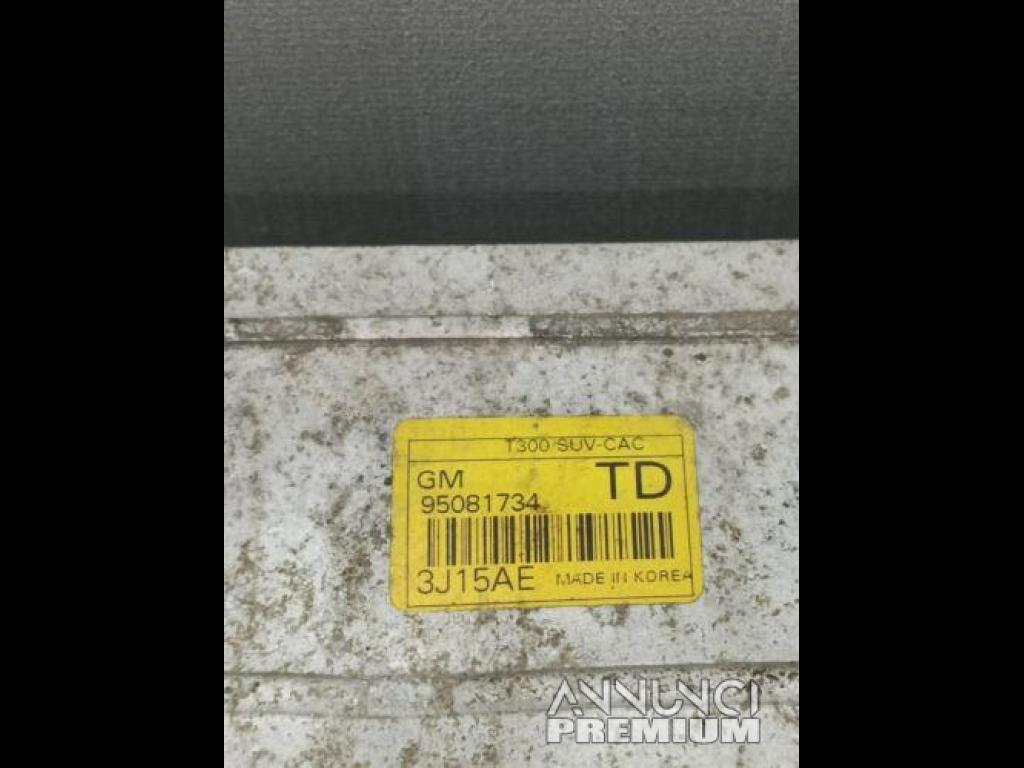 T300 SUV-CAC
GM TD
95081734
3J15AE MADE IN KOREA
ANNUNCI
PREMIUM